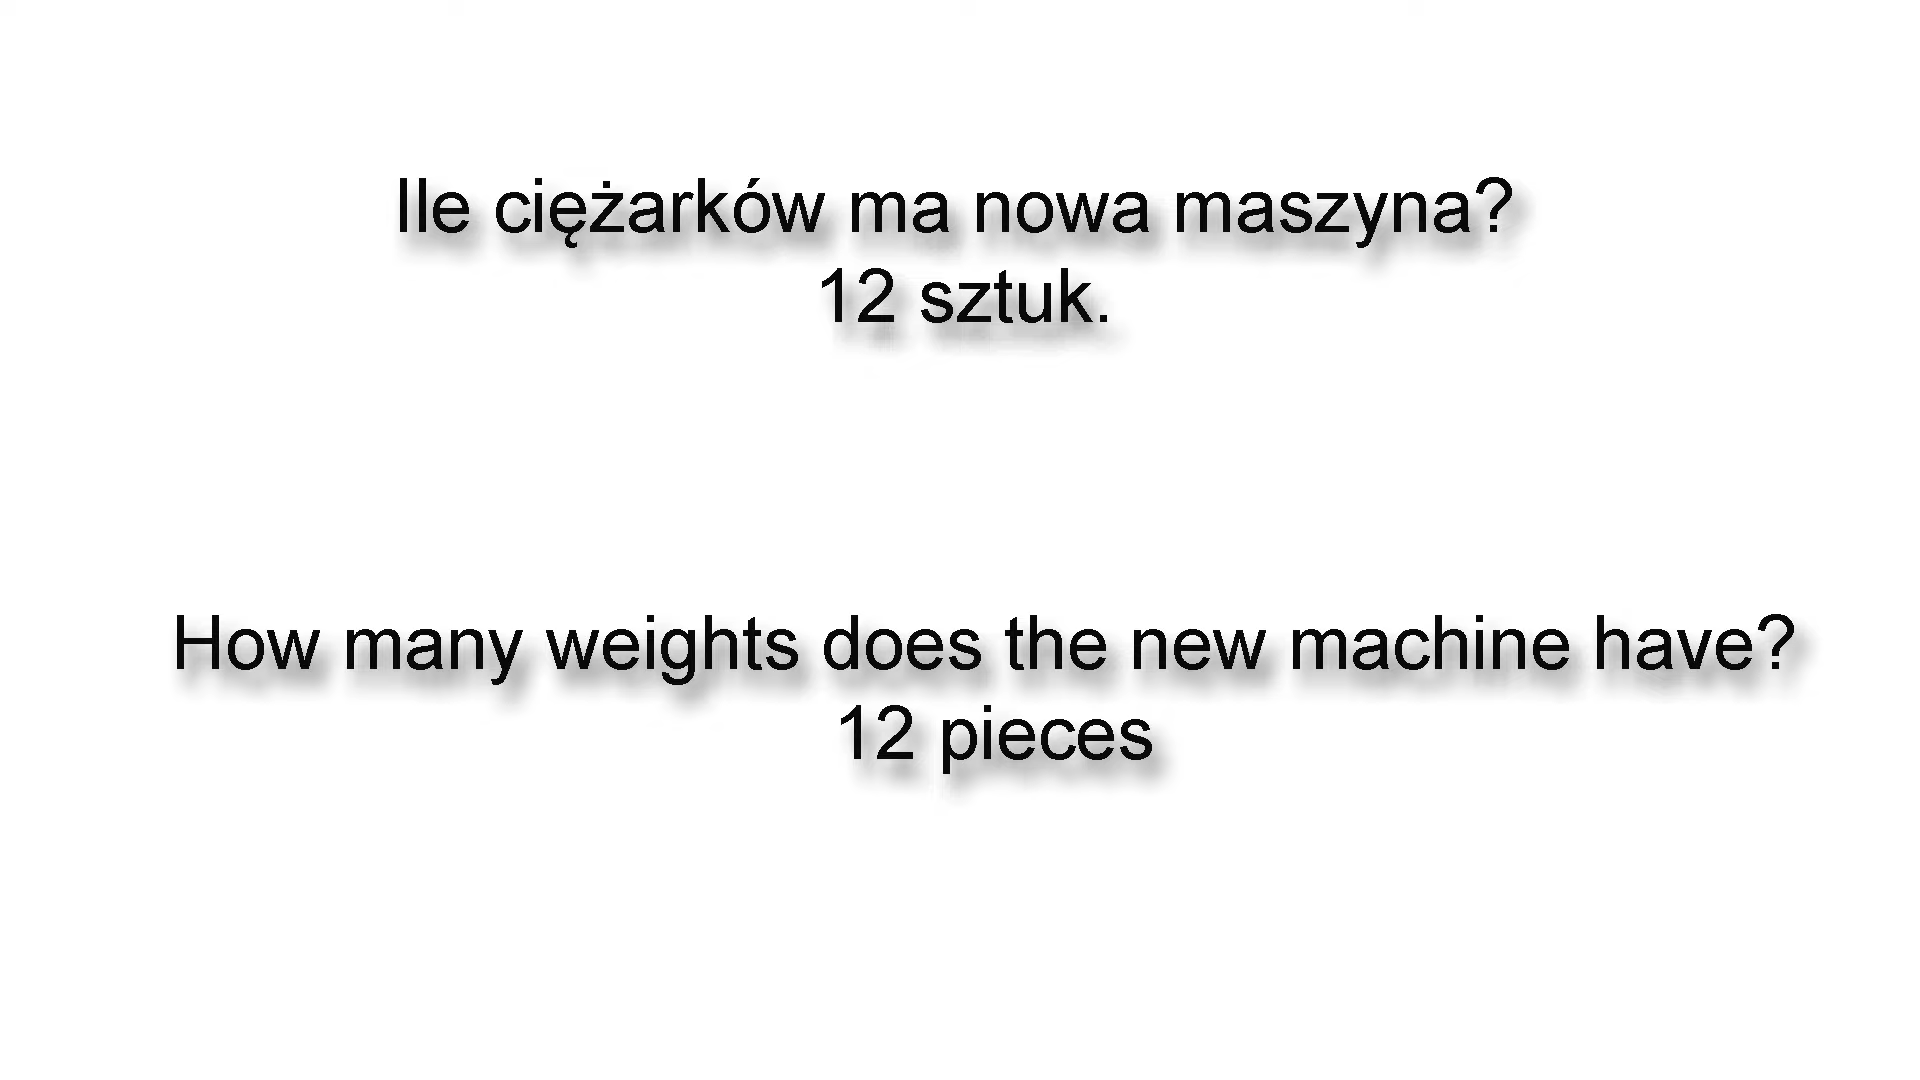 Ile ciężarków ma nowa maszyna?
12 sztuk.
How many weights does the new machine have?
12 pieces